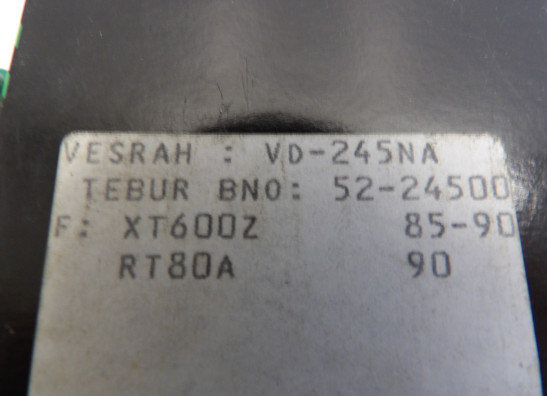 VESRAH : VD-245NA
TEBUR BNO: 52-24500
F: XT600Z 85-90
RT80A 90